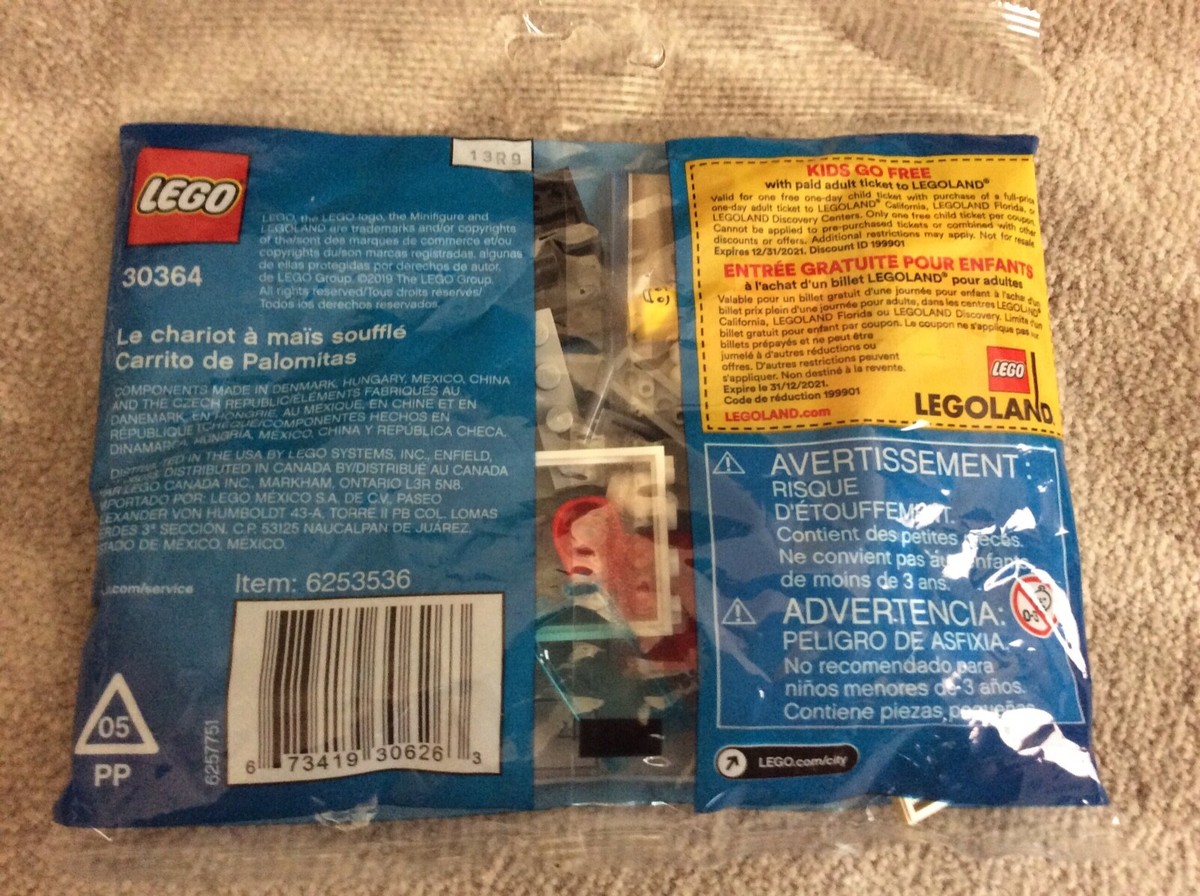 LEGO
13R9
LEGO, the LEGO logo, the Minifigure and
LEGOLAND are trademarks and/or copyrights
of the/sont des marques de commerce et/ou
copyrights du/son marcas registradas, algunas
de ellas protegidas por derechos de autor,
de LEGO Group. ©2019 The LEGO Group.
All rights reserved/Tous droits reservés/
Todos los derechos reservados.
30364
Le chariot à maïs soufflé
Carrito de Palomitas
COMPONENTS MADE IN DENMARK, HUNGARY, MEXICO, CHINA
AND THE CZECH REPUBLIC/ÉLÉMENTS FABRIQUÉS AU
DANEMARK, EN HONGRIE, AU MEXIQUE, EN CHINE ET EN
RÉPUBLIQUE TCHÈQUE/COMPONENTES HECHOS EN
DINAMARCA, HUNGRÍA, MÉXICO, CHINA Y REPÚBLICA CHECA.
DISTRIBUTED IN THE USA BY LEGO SYSTEMS, INC., ENFIELD,
DISTRIBUTED IN CANADA BY/DISTRIBUÉ AU CANADA
PAR LEGO CANADA INC., MARKHAM, ONTARIO L3R 5N8.
PORTADO POR: LEGO MÉXICO S.A. DE C.V., PASEO
EXANDER VON HUMBOLDT 43-A, TORRE II PB COL. LOMAS
ERDES 3ª SECCIÓN, C.P. 53125 NAUCALPAN DE JUÁREZ,
TADO DE MÉXICO, MÉXICO.
.com/service
Item: 6253536
6257751
6 73419 30626 3
05
PP
KIDS GO FREE
with paid adult ticket to LEGOLAND®
Valid for one free one-day child ticket with purchase of a full-price
one-day adult ticket to LEGOLAND® California, LEGOLAND Florida, or
LEGOLAND Discovery Centers. Only one free child ticket per coupon.
Cannot be applied to pre-purchased tickets or combined with other
discounts or offers. Additional restrictions may apply. Not for resale.
Expires 12/31/2021. Discount ID 199901
ENTRÉE GRATUITE POUR ENFANTS
à l'achat d'un billet LEGOLAND® pour adultes
Valable pour un billet gratuit d'une journée pour enfant à l'achat d'un
billet prix plein d'une journée pour adulte, dans les centres LEGOLAND®
California, LEGOLAND Florida ou LEGOLAND Discovery. Limite d'un
billet gratuit pour enfant par coupon. Le coupon ne s'applique pas sur
billets prépayés et ne peut être
jumelé à d'autres réductions ou
offres. D'autres restrictions peuvent
s'appliquer. Non destiné à la revente.
Expire le 31/12/2021.
Code de réduction 199901
LEGOLAND.com
LEGO
LEGOLAND
AVERTISSEMENT :
RISQUE
D'ÉTOUFFEMENT.
Contient des petites pièces.
Ne convient pas aux enfants
de moins de 3 ans.
ADVERTENCIA:
PELIGRO DE ASFIXIA.
No recomendado para
niños menores de 3 años.
Contiene piezas pequeñas.
0-3
LEGO.com/city